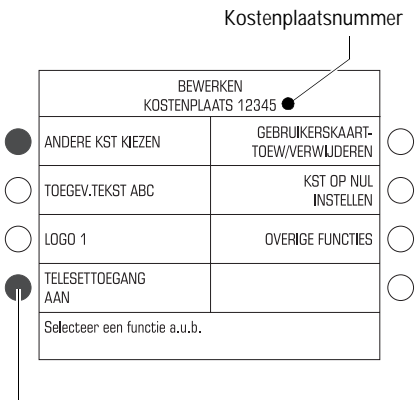 Kostenplaatsnummer
BEWERKEN
KOSTENPLAATS 12345
ANDERE KST KIEZEN
GEBRUIKERSKAART-
TOEW/VERWIJDEREN
TOEGEV.TEKST ABC
KST OP NUL
INSTELLEN
LOGO 1
OVERIGE FUNCTIES
TELESETTOEGANG
AAN
Selecteer een functie a.u.b.